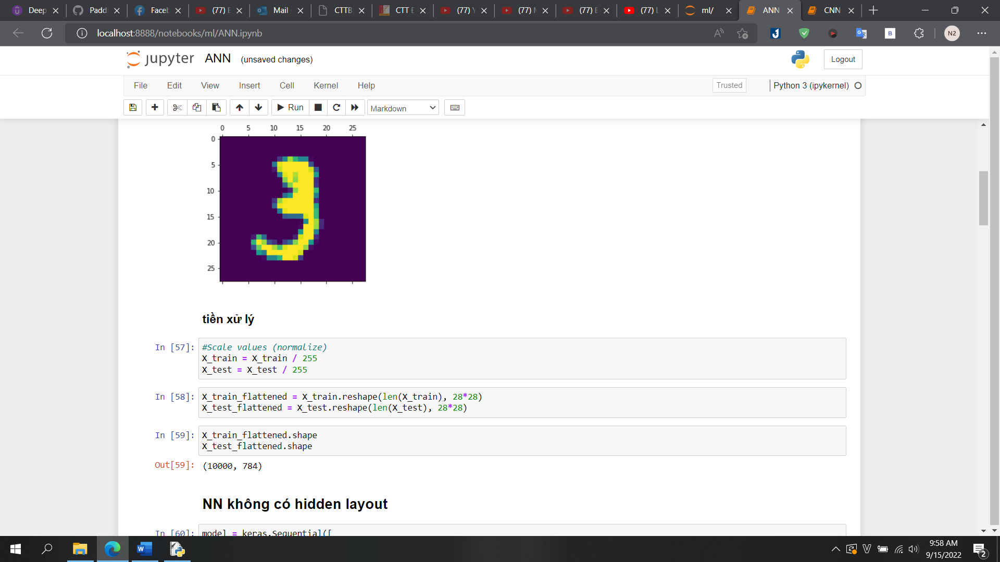 Deep
Padd
Faceb
(77) E
Mail -
CTTB
CTT E
(77) Y
(77) M
(77) E
(77) L
ml/
ANN
CNN
localhost:8888/notebooks/ml/ANN.ipynb
N2
jupyter ANN (unsaved changes)
Logout
File Edit View Insert Cell Kernel Help
Trusted
Python 3 (ipykernel)
Run
Markdown
0 5 10 15 20 25
0
5
10
15
20
25
tiền xử lý
In [57]:
#Scale values (normalize)
X_train = X_train / 255
X_test = X_test / 255
In [58]:
X_train_flattened = X_train.reshape(len(X_train), 28*28)
X_test_flattened = X_test.reshape(len(X_test), 28*28)
In [59]:
X_train_flattened.shape
X_test_flattened.shape
Out[59]: (10000, 784)
NN không có hidden layout
In [60]: model = keras.Sequential([
9:58 AM
9/15/2022
2